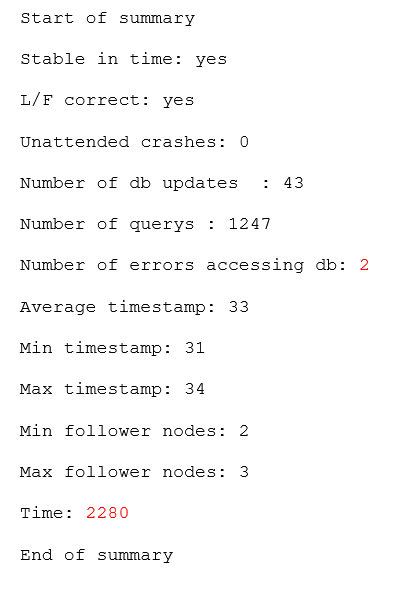 Start of summary
Stable in time: yes
L/F correct: yes
Unattended crashes: 0
Number of db updates  : 43
Number of querys : 1247
Number of errors accessing db: 2
Average timestamp: 33
Min timestamp: 31
Max timestamp: 34
Min follower nodes: 2
Max follower nodes: 3
Time: 2280
End of summary